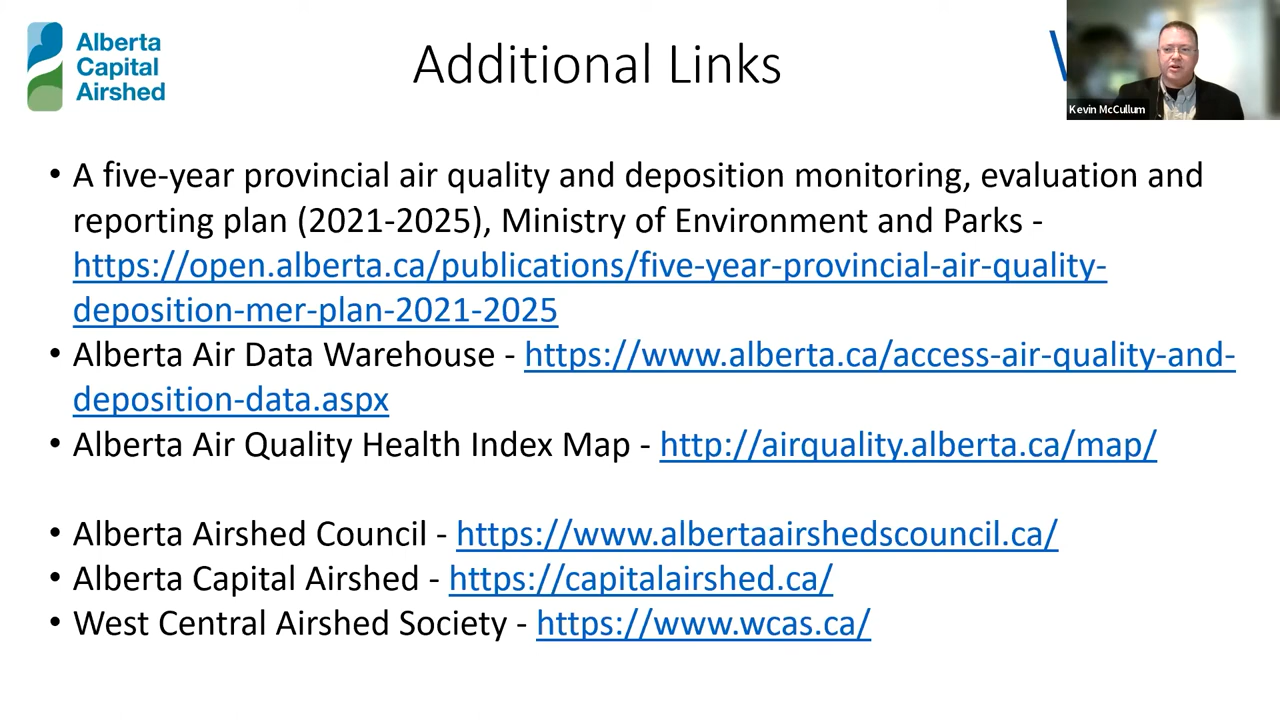 Alberta
Capital
Airshed
Additional Links
Kevin McCullum
• A five-year provincial air quality and deposition monitoring, evaluation and
reporting plan (2021-2025), Ministry of Environment and Parks -
https://open.alberta.ca/publications/five-year-provincial-air-quality-
deposition-mer-plan-2021-2025
• Alberta Air Data Warehouse - https://www.alberta.ca/access-air-quality-and-
deposition-data.aspx
• Alberta Air Quality Health Index Map - http://airquality.alberta.ca/map/
• Alberta Airshed Council - https://www.albertaairshedscouncil.ca/
• Alberta Capital Airshed - https://capitalairshed.ca/
• West Central Airshed Society - https://www.wcas.ca/